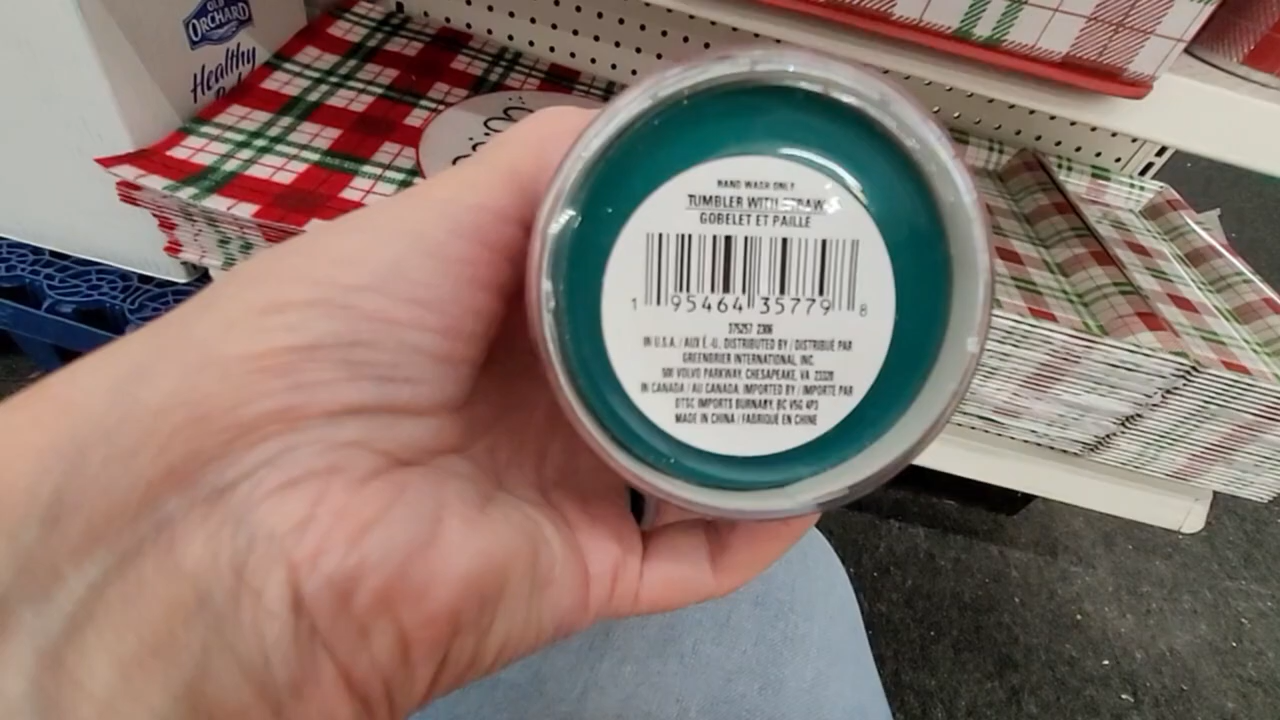 OLD
ORCHARD
Healthy
HAND WASH ONLY
TUMBLER WITH STRAW
GOBELET ET PAILLE
1 95464 35779 8
375257 2306
IN U.S.A. / AUX É.-U. DISTRIBUTED BY / DISTRIBUÉ PAR
GREENBRIER INTERNATIONAL, INC.
500 VOLVO PARKWAY, CHESAPEAKE, VA 23320
IN CANADA / AU CANADA: IMPORTED BY / IMPORTÉ PAR
DTSC IMPORTS BURNABY, BC V5G 4P3
MADE IN CHINA / FABRIQUÉ EN CHINE